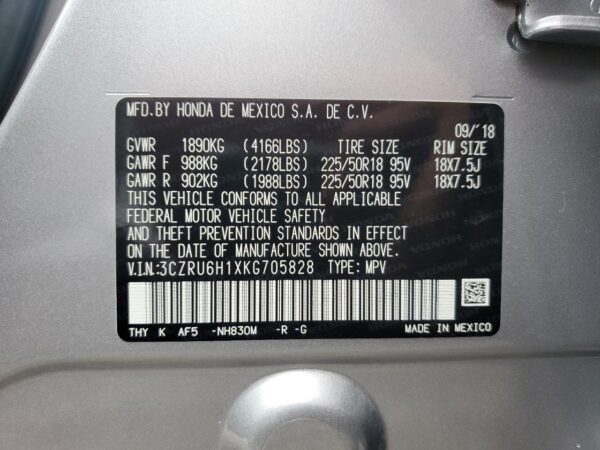 MFD.BY HONDA DE MEXICO S.A. DE C.V.
09/'18
GVWR 1890KG (4166LBS) TIRE SIZE RIM SIZE
GAWR F 988KG (2178LBS) 225/50R18 95V 18X7.5J
GAWR R 902KG (1988LBS) 225/50R18 95V 18X7.5J
THIS VEHICLE CONFORMS TO ALL APPLICABLE
FEDERAL MOTOR VEHICLE SAFETY
AND THEFT PREVENTION STANDARDS IN EFFECT
ON THE DATE OF MANUFACTURE SHOWN ABOVE.
V.I.N.:3CZRU6H1XKG705828 TYPE: MPV
THY K AF5 -NH830M -R -G MADE IN MEXICO